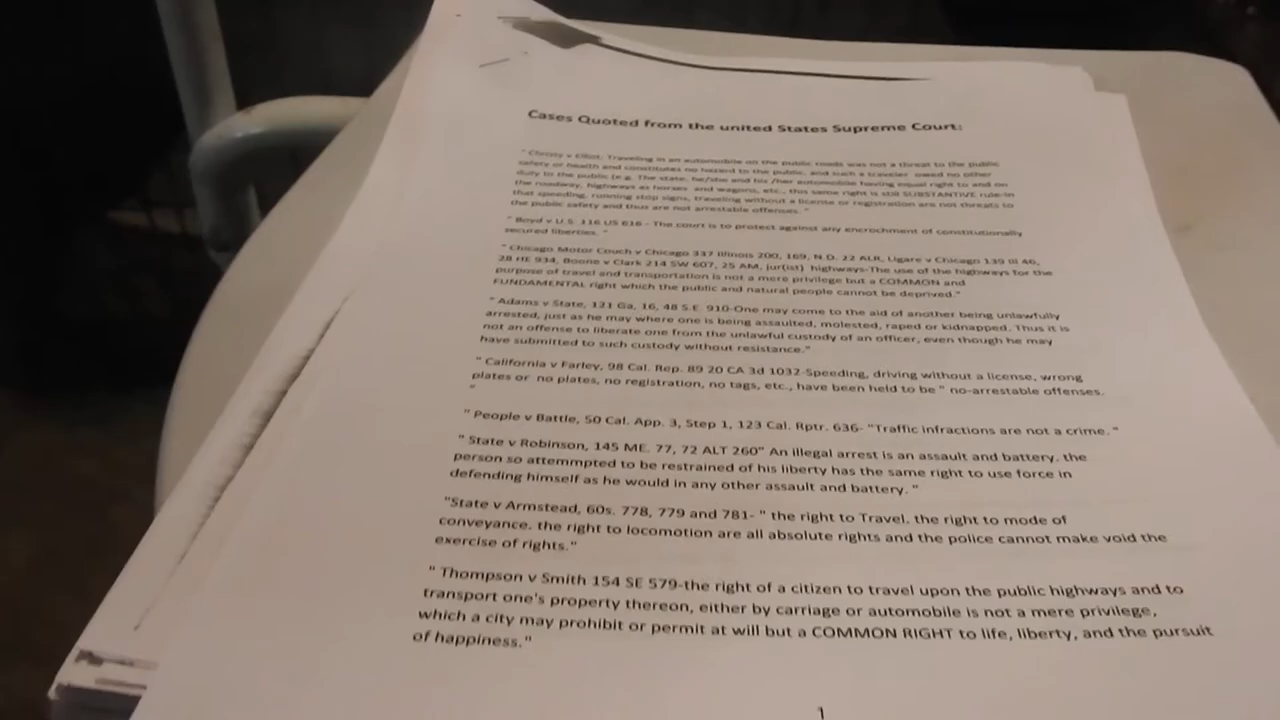 Cases Quoted from the united States Supreme Court:
" Christy v Elliot, Traveling in an automobile on the public roads was not a threat to the public
safety or health and constitutes no hazard to the public, and such a traveler owed no other
duty to the public (e.g. The state. he/she and his /her automobile having equal right to and on
the roadway, highways as horses and wagons, etc., this same right is still SUBSTANTIVE rule-in
that speeding, running stop signs, traveling without a license or registration are not threats to
the public safety and thus are not arrestable offenses. "
" Boyd v U.S. 116 US 616 - The court is to protect against any encrochment of constitutionally
secured liberties. "
" Chicago Motor Couch v Chicago 337 Illinois 200, 169, N.D. 22 ALR, Ligare v Chicago 139 Ill 46,
28 HE 934, Boone v Clark 214 SW 607, 25 AM, jur(ist) highways-The use of the highways for the
purpose of travel and transportation is not a mere privilege but a COMMON and
FUNDAMENTAL right which the public and natural people cannot be deprived."
" Adams v State, 121 Ga, 16, 48 S.E. 910-One may come to the aid of another being unlawfully
arrested, just as he may where one is being assaulted, molested, raped or kidnapped. Thus it is
not an offense to liberate one from the unlawful custody of an officer, even though he may
have submitted to such custody without resistance."
" California v Farley, 98 Cal. Rep. 89 20 CA 3d 1032-Speeding, driving without a license, wrong
plates or no plates, no registration, no tags, etc., have been held to be " no-arrestable offenses.
"
" People v Battle, 50 Cal. App. 3, Step 1, 123 Cal. Rptr. 636- "Traffic infractions are not a crime."
" State v Robinson, 145 ME. 77, 72 ALT 260" An illegal arrest is an assault and battery. the
person so attemmpted to be restrained of his liberty has the same right to use force in
defending himself as he would in any other assault and battery. "
"State v Armstead, 60s. 778, 779 and 781- " the right to Travel. the right to mode of
conveyance. the right to locomotion are all absolute rights and the police cannot make void the
exercise of rights."
" Thompson v Smith 154 SE 579-the right of a citizen to travel upon the public highways and to
transport one's property thereon, either by carriage or automobile is not a mere privilege,
which a city may prohibit or permit at will but a COMMON RIGHT to life, liberty, and the pursuit
of happiness."
1